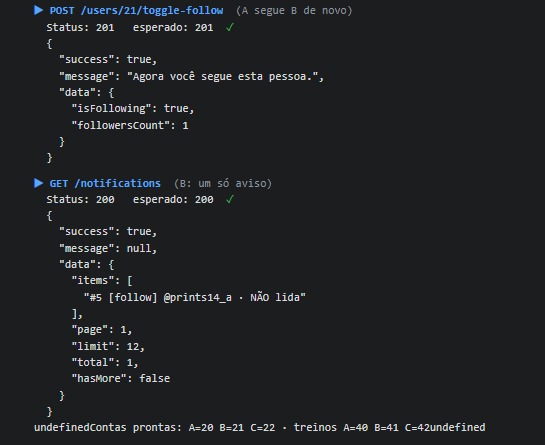 ▶ POST /users/21/toggle-follow (A segue B de novo)
Status: 201 esperado: 201 ✓
{
"success": true,
"message": "Agora você segue esta pessoa.",
"data": {
"isFollowing": true,
"followersCount": 1
}
}
▶ GET /notifications (B: um só aviso)
Status: 200 esperado: 200 ✓
{
"success": true,
"message": null,
"data": {
"items": [
"#5 [follow] @prints14_a · NÃO lida"
],
"page": 1,
"limit": 12,
"total": 1,
"hasMore": false
}
}
undefinedContas prontas: A=20 B=21 C=22 · treinos A=40 B=41 C=42undefined